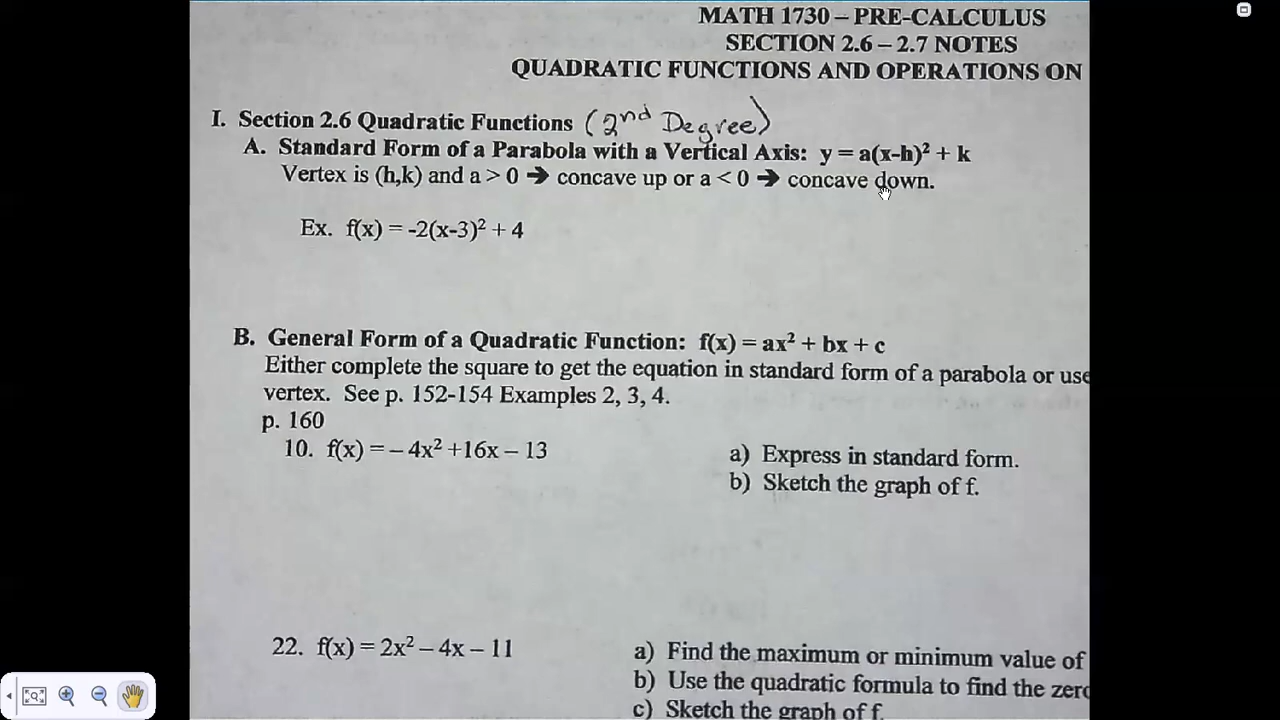 MATH 1730 – PRE-CALCULUS
SECTION 2.6 – 2.7 NOTES
QUADRATIC FUNCTIONS AND OPERATIONS ON
I. Section 2.6 Quadratic Functions (2nd Degree)
A. Standard Form of a Parabola with a Vertical Axis: y = a(x-h)² + k
Vertex is (h,k) and a > 0 ➔ concave up or a < 0 ➔ concave down.
Ex. f(x) = -2(x-3)² + 4
B. General Form of a Quadratic Function: f(x) = ax² + bx + c
Either complete the square to get the equation in standard form of a parabola or use
vertex. See p. 152-154 Examples 2, 3, 4.
p. 160
10. f(x) = – 4x² +16x – 13
a) Express in standard form.
b) Sketch the graph of f.
22. f(x) = 2x² – 4x – 11
a) Find the maximum or minimum value of
b) Use the quadratic formula to find the
c) Sketch the graph of f.